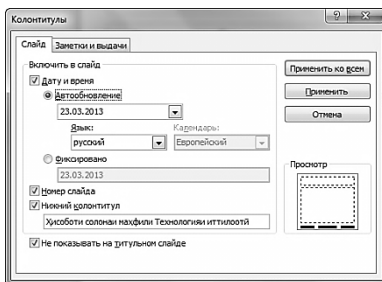 Колонтитулы
Слайд Заметки и выдачи
Включить в слайд
Дату и время
Автообновление
23.03.2013
Язык: Календарь:
русский Европейский
Фиксировано
23.03.2013
Номер слайда
Нижний колонтитул
Ҳисоботи солонаи махфили Технологияи иттилоотӣ
Не показывать на титульном слайде
Применить ко всем
Применить
Отмена
Просмотр